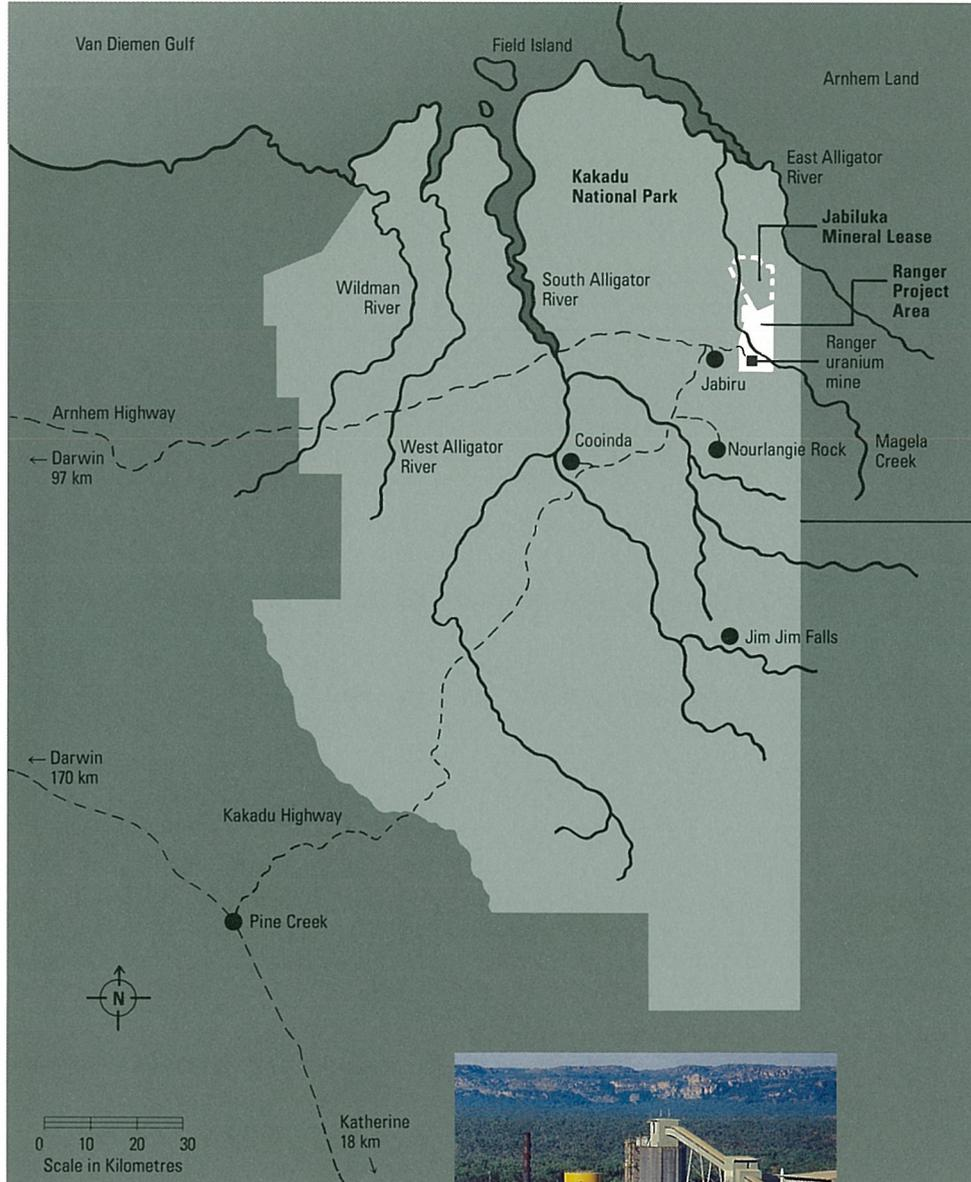 Van Diemen Gulf
Field Island
Arnhem Land
East Alligator
River
Kakadu
National Park
Jabiluka
Mineral Lease
Ranger
Project
Area
Wildman
River
South Alligator
River
Ranger
uranium
mine
Jabiru
Arnhem Highway
← Darwin
97 km
West Alligator
River
Cooinda
Nourlangie Rock
Magela
Creek
Jim Jim Falls
← Darwin
170 km
Kakadu Highway
Pine Creek
N
Katherine
18 km
↓
0 10 20 30
Scale in Kilometres